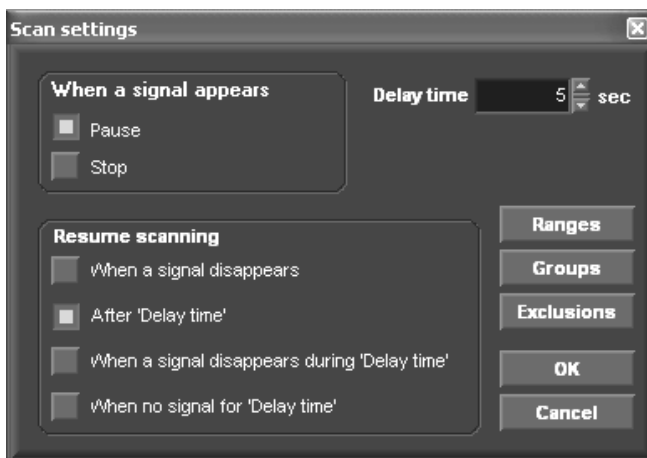 Scan settings
When a signal appears
Pause
Stop
Delay time 5 sec
Resume scanning
When a signal disappears
After 'Delay time'
When a signal disappears during 'Delay time'
When no signal for 'Delay time'
Ranges
Groups
Exclusions
OK
Cancel